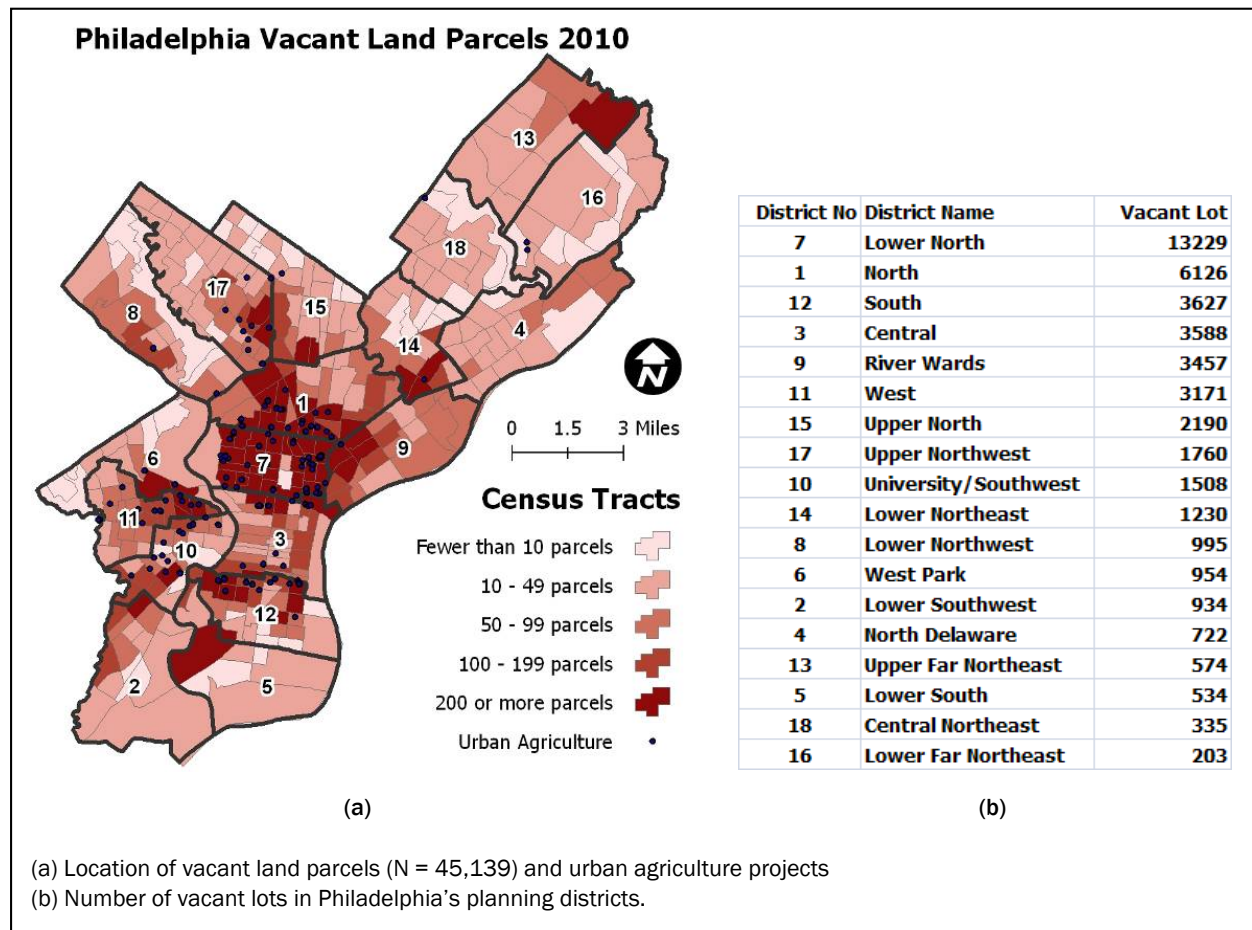 Philadelphia Vacant Land Parcels 2010
13
16
18
17
15
8
4
14
1
9
7
6
11
3
10
12
2
5
N
0 1.5 3 Miles
Census Tracts
Fewer than 10 parcels
10 - 49 parcels
50 - 99 parcels
100 - 199 parcels
200 or more parcels
Urban Agriculture
(a)
District No District Name Vacant Lot
7 Lower North 13229
1 North 6126
12 South 3627
3 Central 3588
9 River Wards 3457
11 West 3171
15 Upper North 2190
17 Upper Northwest 1760
10 University/Southwest 1508
14 Lower Northeast 1230
8 Lower Northwest 995
6 West Park 954
2 Lower Southwest 934
4 North Delaware 722
13 Upper Far Northeast 574
5 Lower South 534
18 Central Northeast 335
16 Lower Far Northeast 203
(b)
(a) Location of vacant land parcels (N = 45,139) and urban agriculture projects
(b) Number of vacant lots in Philadelphia’s planning districts.